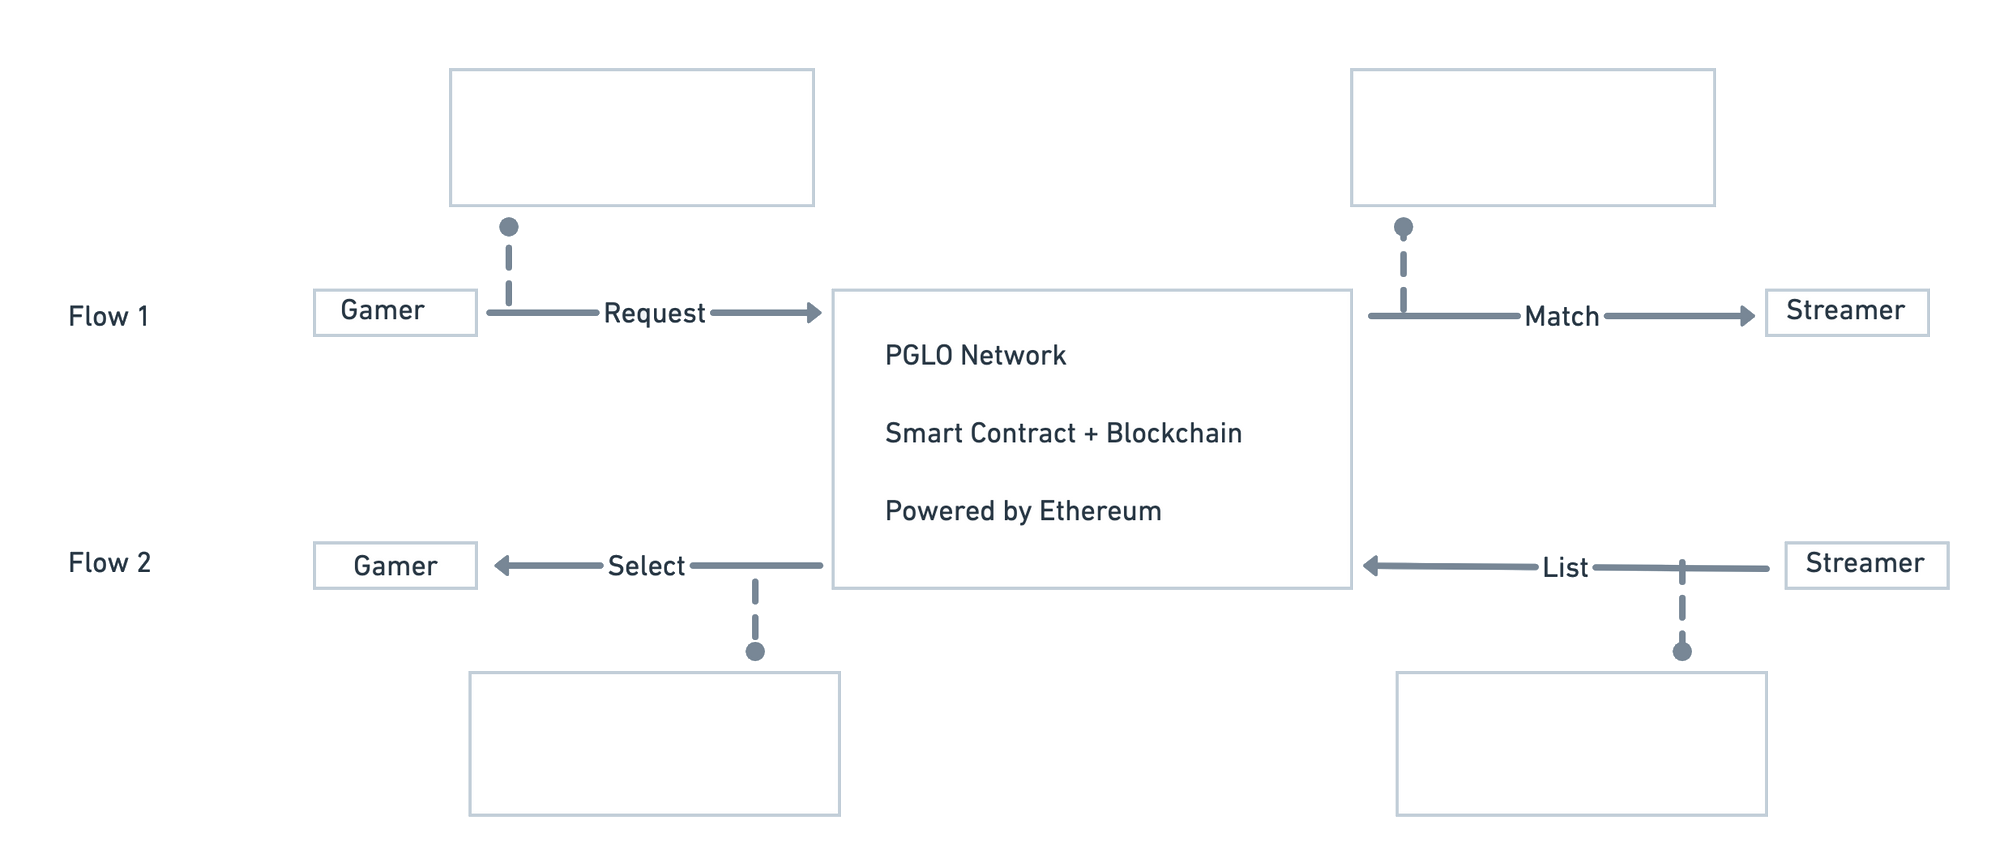 Flow 1
Gamer
Request
Match
Streamer
PGLO Network
Smart Contract + Blockchain
Powered by Ethereum
Flow 2
Gamer
Select
List
Streamer